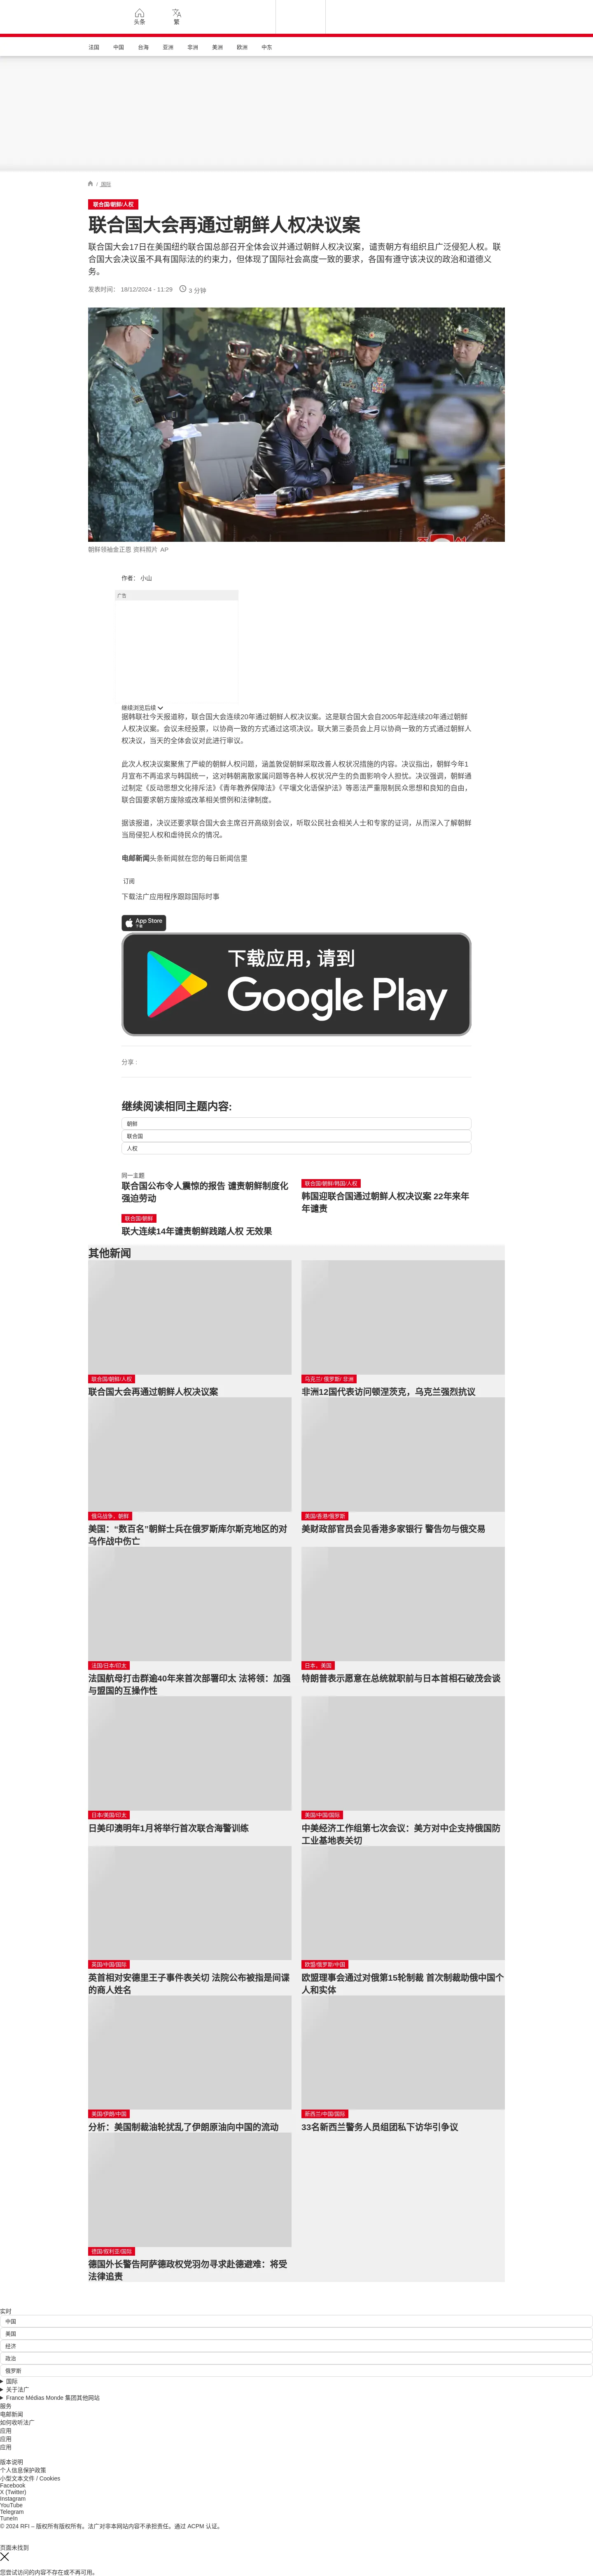 头条
繁
法国
中国
台海
亚洲
非洲
美洲
欧洲
中东
/ 国际
联合国/朝鲜/人权
联合国大会再通过朝鲜人权决议案
联合国大会17日在美国纽约联合国总部召开全体会议并通过朝鲜人权决议案，谴责朝方有组织且广泛侵犯人权。联
合国大会决议虽不具有国际法的约束力，但体现了国际社会高度一致的要求，各国有遵守该决议的政治和道德义
务。
发表时间： 18/12/2024 - 11:29 3 分钟
朝鲜领袖金正恩 资料照片 AP
作者： 小山
广告
继续浏览后续
据韩联社今天报道称，联合国大会连续20年通过朝鲜人权决议案。这是联合国大会自2005年起连续20年通过朝鲜
人权决议案。会议未经投票，以协商一致的方式通过这项决议。联大第三委员会上月以协商一致的方式通过朝鲜人
权决议，当天的全体会议对此进行审议。
此次人权决议案聚焦了严峻的朝鲜人权问题，涵盖敦促朝鲜采取改善人权状况措施的内容。决议指出，朝鲜今年1
月宣布不再追求与韩国统一，这对韩朝离散家属问题等各种人权状况产生的负面影响令人担忧。决议强调，朝鲜通
过制定《反动思想文化排斥法》《青年教养保障法》《平壤文化语保护法》等恶法严重限制民众思想和良知的自由，
联合国要求朝方废除或改革相关惯例和法律制度。
据该报道，决议还要求联合国大会主席召开高级别会议，听取公民社会相关人士和专家的证词，从而深入了解朝鲜
当局侵犯人权和虐待民众的情况。
电邮新闻头条新闻就在您的每日新闻信里
订阅
下载法广应用程序跟踪国际时事
App Store
下载
下载应用，请到
Google Play
分享 :
继续阅读相同主题内容:
朝鲜
联合国
人权
同一主题
联合国公布令人震惊的报告 谴责朝鲜制度化
强迫劳动
联合国/朝鲜/韩国/人权
韩国迎联合国通过朝鲜人权决议案 22年来年
年谴责
联合国/朝鲜
联大连续14年谴责朝鲜践踏人权 无效果
其他新闻
联合国/朝鲜/人权
联合国大会再通过朝鲜人权决议案
乌克兰/ 俄罗斯/ 非洲
非洲12国代表访问顿涅茨克，乌克兰强烈抗议
俄乌战争、朝鲜
美国：“数百名”朝鲜士兵在俄罗斯库尔斯克地区的对
乌作战中伤亡
美国/香港/俄罗斯
美财政部官员会见香港多家银行 警告勿与俄交易
法国/日本/印太
法国航母打击群逾40年来首次部署印太 法将领：加强
与盟国的互操作性
日本、美国
特朗普表示愿意在总统就职前与日本首相石破茂会谈
日本/美国/印太
日美印澳明年1月将举行首次联合海警训练
美国/中国/国际
中美经济工作组第七次会议：美方对中企支持俄国防
工业基地表关切
英国/中国/国际
英首相对安德里王子事件表关切 法院公布被指是间谍
的商人姓名
欧盟/俄罗斯/中国
欧盟理事会通过对俄第15轮制裁 首次制裁助俄中国个
人和实体
美国/伊朗/中国
分析：美国制裁油轮扰乱了伊朗原油向中国的流动
新西兰/中国/国际
33名新西兰警务人员组团私下访华引争议
德国/叙利亚/国际
德国外长警告阿萨德政权党羽勿寻求赴德避难：将受
法律追责
实时
中国
美国
经济
政治
俄罗斯
国际
关于法广
France Médias Monde 集团其他网站
服务
电邮新闻
如何收听法广
应用
应用
应用
版本说明
个人信息保护政策
小型文本文件 / Cookies
Facebook
X (Twitter)
Instagram
YouTube
Telegram
TuneIn
© 2024 RFI – 版权所有版权所有。法广对非本网站内容不承担责任。通过 ACPM 认证。
页面未找到
您尝试访问的内容不存在或不再可用。